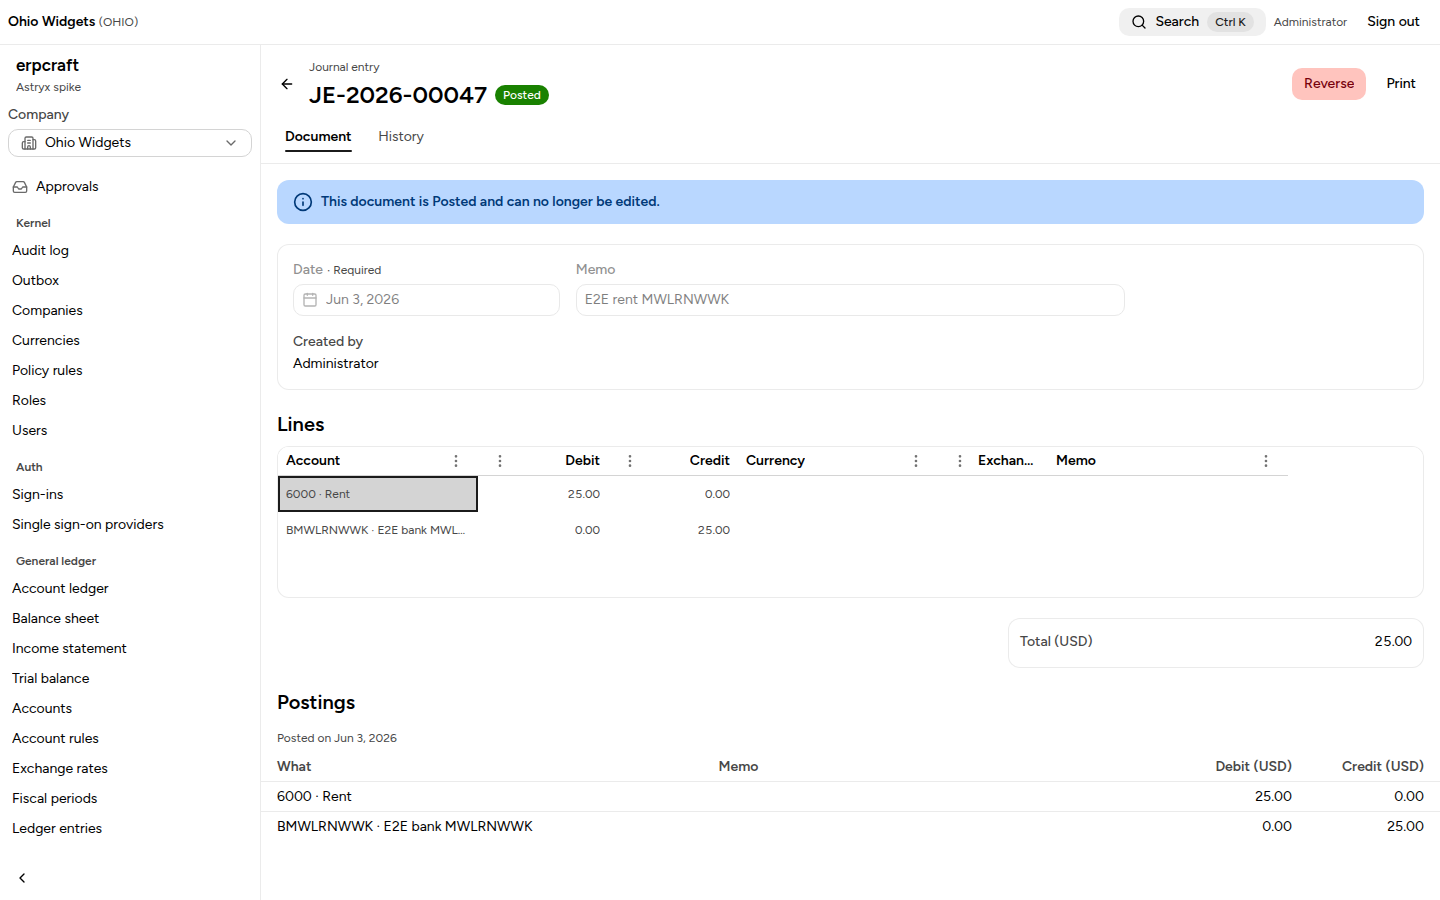 Ohio Widgets (OHIO)
Search Ctrl K Administrator Sign out
erpcraft
Astryx spike
Company
Ohio Widgets
Approvals
Kernel
Audit log
Outbox
Companies
Currencies
Policy rules
Roles
Users
Auth
Sign-ins
Single sign-on providers
General ledger
Account ledger
Balance sheet
Income statement
Trial balance
Accounts
Account rules
Exchange rates
Fiscal periods
Ledger entries
Journal entry
JE-2026-00047 Posted
Reverse Print
Document History
This document is Posted and can no longer be edited.
Date · Required Memo
Jun 3, 2026 E2E rent MWLRNWWK
Created by
Administrator
Lines
Account Debit Credit Currency Exchan... Memo
6000 · Rent 25.00 0.00
BMWLRNWWK · E2E bank MWL... 0.00 25.00
Total (USD) 25.00
Postings
Posted on Jun 3, 2026
What Memo Debit (USD) Credit (USD)
6000 · Rent 25.00 0.00
BMWLRNWWK · E2E bank MWLRNWWK 0.00 25.00